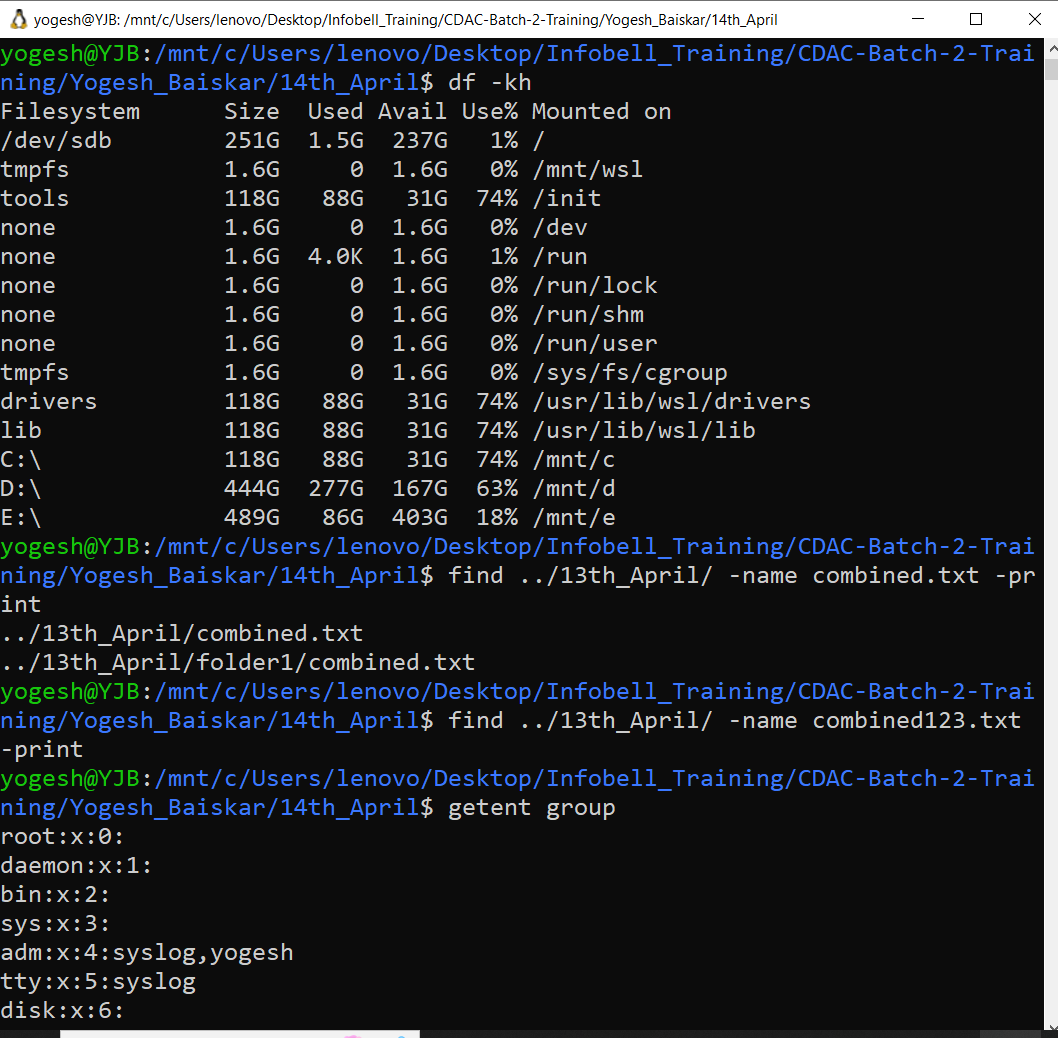 yogesh@YJB: /mnt/c/Users/lenovo/Desktop/Infobell_Training/CDAC-Batch-2-Training/Yogesh_Baiskar/14th_April
yogesh@YJB:/mnt/c/Users/lenovo/Desktop/Infobell_Training/CDAC-Batch-2-Trai
ning/Yogesh_Baiskar/14th_April$ df -kh
Filesystem      Size  Used Avail Use% Mounted on
/dev/sdb        251G  1.5G  237G   1% /
tmpfs           1.6G     0  1.6G   0% /mnt/wsl
tools           118G   88G   31G  74% /init
none            1.6G     0  1.6G   0% /dev
none            1.6G  4.0K  1.6G   1% /run
none            1.6G     0  1.6G   0% /run/lock
none            1.6G     0  1.6G   0% /run/shm
none            1.6G     0  1.6G   0% /run/user
tmpfs           1.6G     0  1.6G   0% /sys/fs/cgroup
drivers         118G   88G   31G  74% /usr/lib/wsl/drivers
lib             118G   88G   31G  74% /usr/lib/wsl/lib
C:\             118G   88G   31G  74% /mnt/c
D:\             444G  277G  167G  63% /mnt/d
E:\             489G   86G  403G  18% /mnt/e
yogesh@YJB:/mnt/c/Users/lenovo/Desktop/Infobell_Training/CDAC-Batch-2-Trai
ning/Yogesh_Baiskar/14th_April$ find ../13th_April/ -name combined.txt -pr
int
../13th_April/combined.txt
../13th_April/folder1/combined.txt
yogesh@YJB:/mnt/c/Users/lenovo/Desktop/Infobell_Training/CDAC-Batch-2-Trai
ning/Yogesh_Baiskar/14th_April$ find ../13th_April/ -name combined123.txt
-print
yogesh@YJB:/mnt/c/Users/lenovo/Desktop/Infobell_Training/CDAC-Batch-2-Trai
ning/Yogesh_Baiskar/14th_April$ getent group
root:x:0:
daemon:x:1:
bin:x:2:
sys:x:3:
adm:x:4:syslog,yogesh
tty:x:5:syslog
disk:x:6: